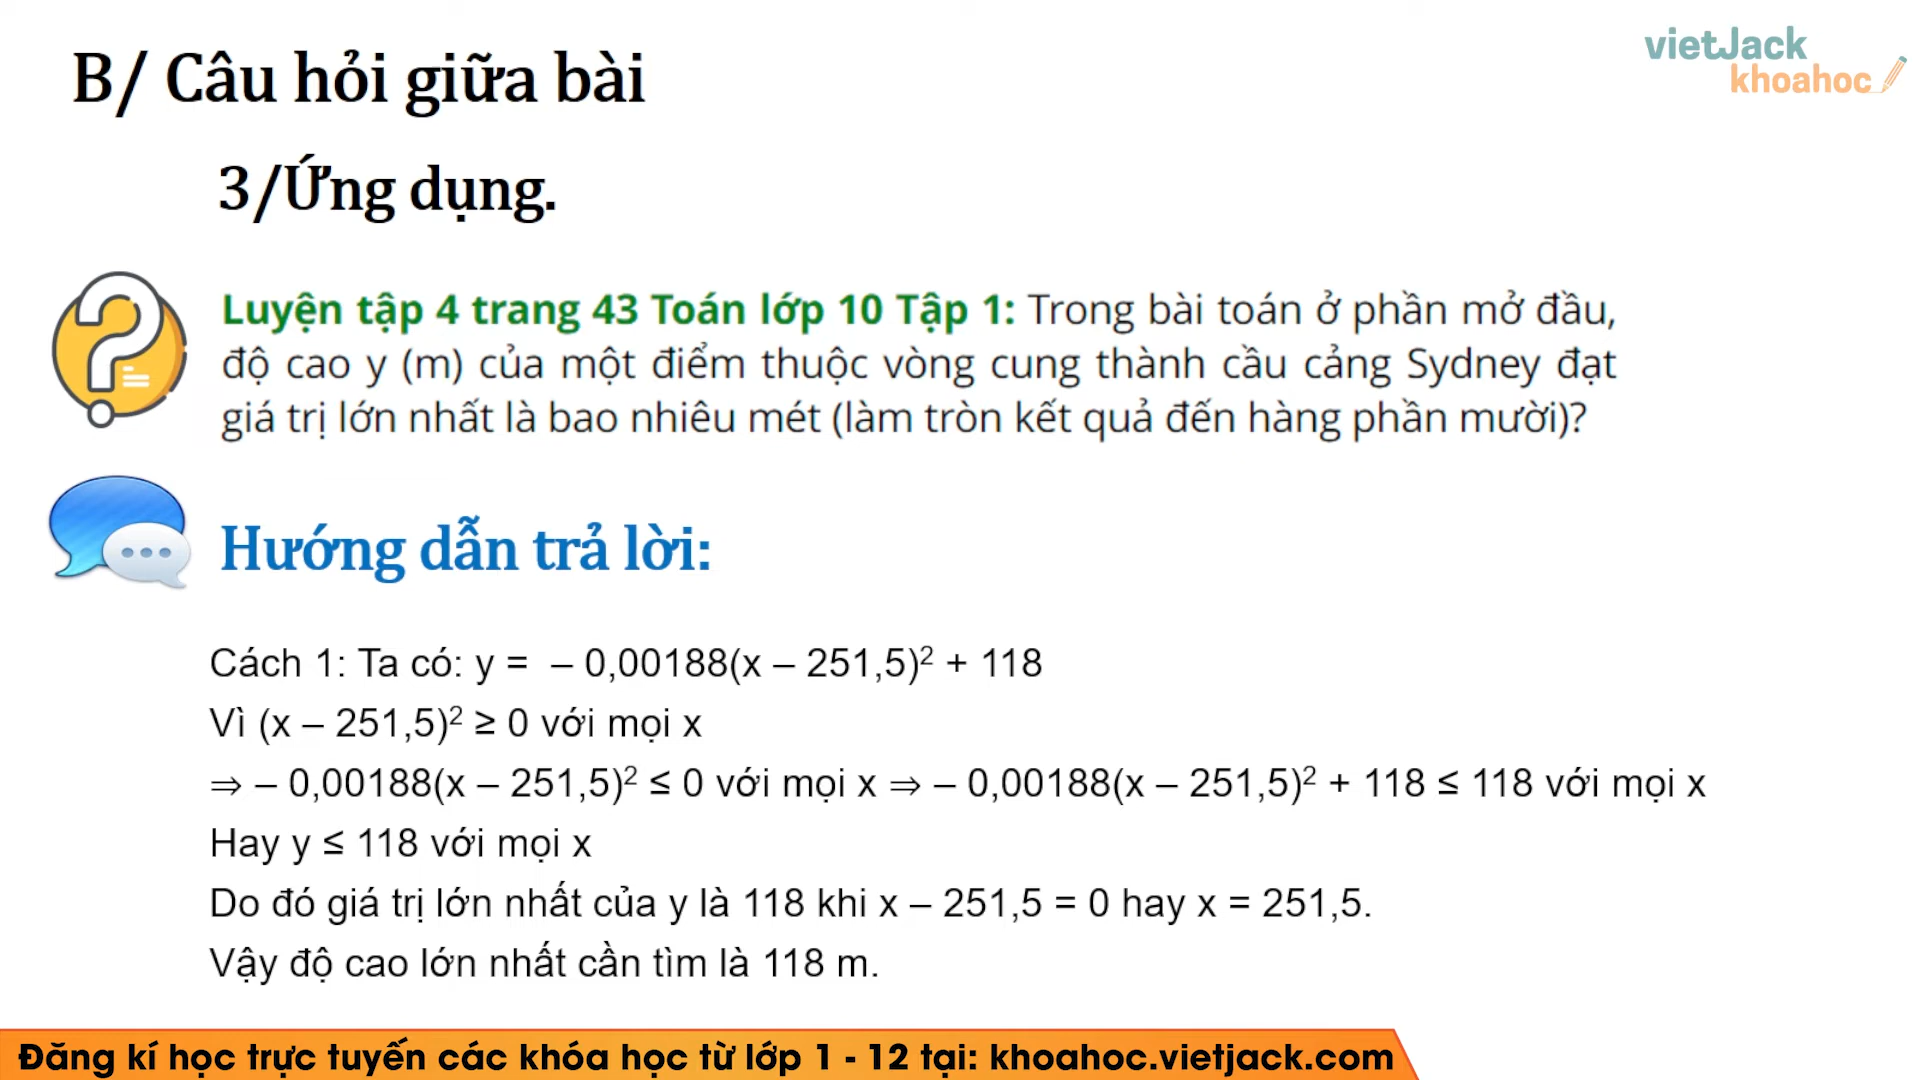 B/ Câu hỏi giữa bài
vietJack
khoahoc
3/Ứng dụng.
Luyện tập 4 trang 43 Toán lớp 10 Tập 1: Trong bài toán ở phần mở đầu,
độ cao y (m) của một điểm thuộc vòng cung thành cầu cảng Sydney đạt
giá trị lớn nhất là bao nhiêu mét (làm tròn kết quả đến hàng phần mười)?
Hướng dẫn trả lời:
Cách 1: Ta có: y = – 0,00188(x – 251,5)² + 118
Vì (x – 251,5)² ≥ 0 với mọi x
⇒ – 0,00188(x – 251,5)² ≤ 0 với mọi x ⇒ – 0,00188(x – 251,5)² + 118 ≤ 118 với mọi x
Hay y ≤ 118 với mọi x
Do đó giá trị lớn nhất của y là 118 khi x – 251,5 = 0 hay x = 251,5.
Vậy độ cao lớn nhất cần tìm là 118 m.
Đăng kí học trực tuyến các khóa học từ lớp 1 - 12 tại: khoahoc.vietjack.com